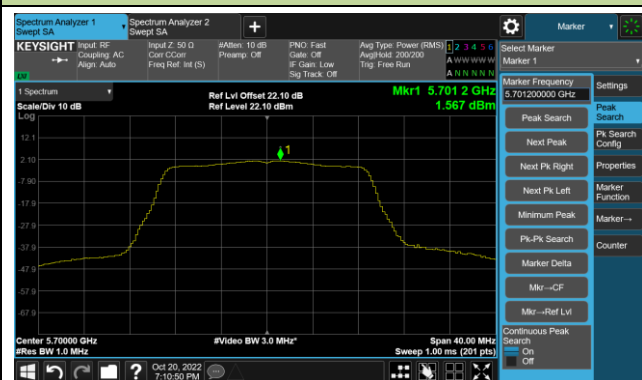 Spectrum Analyzer 1
Swept SA
Spectrum Analyzer 2
Swept SA
Marker
KEYSIGHT
Input: RF
Coupling: AC
Align: Auto
Input Z: 50 Ω
Corr CCorr
Freq Ref: Int (S)
#Atten: 10 dB
Preamp: Off
PNO: Fast
Gate: Off
IF Gain: Low
Sig Track: Off
Avg Type: Power (RMS)
Avg|Hold: 200/200
Trig: Free Run
1 2 3 4 5 6
A W W W W W
A N N N N N
LXI
Select Marker
Marker 1
1 Spectrum
Scale/Div 10 dB
Log
Ref Lvl Offset 22.10 dB
Ref Level 22.10 dBm
Mkr1 5.701 2 GHz
1.567 dBm
1
12.1
2.10
-7.90
-17.9
-27.9
-37.9
-47.9
-57.9
-67.9
Center 5.70000 GHz
#Res BW 1.0 MHz
#Video BW 3.0 MHz*
Span 40.00 MHz
Sweep 1.00 ms (201 pts)
Marker Frequency
5.701200000 GHz
Peak Search
Next Peak
Next Pk Right
Next Pk Left
Minimum Peak
Pk-Pk Search
Marker Delta
Mkr→CF
Mkr→Ref Lvl
Continuous Peak
Search
On
Off
Settings
Peak
Search
Pk Search
Config
Properties
Marker
Function
Marker→
Counter
?
Oct 20, 2022
7:10:50 PM